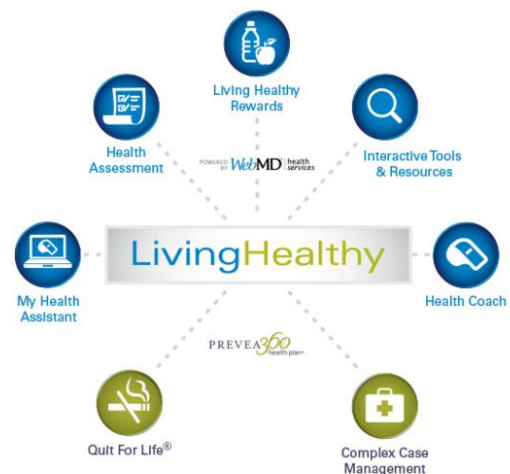 Living Healthy
Rewards
Health
Assessment
POWERED
BY WebMD health
services
Interactive Tools
& Resources
LivingHealthy
My Health
Assistant
Health Coach
PREVEA360
health plan
Quit For Life®
Complex Case
Management